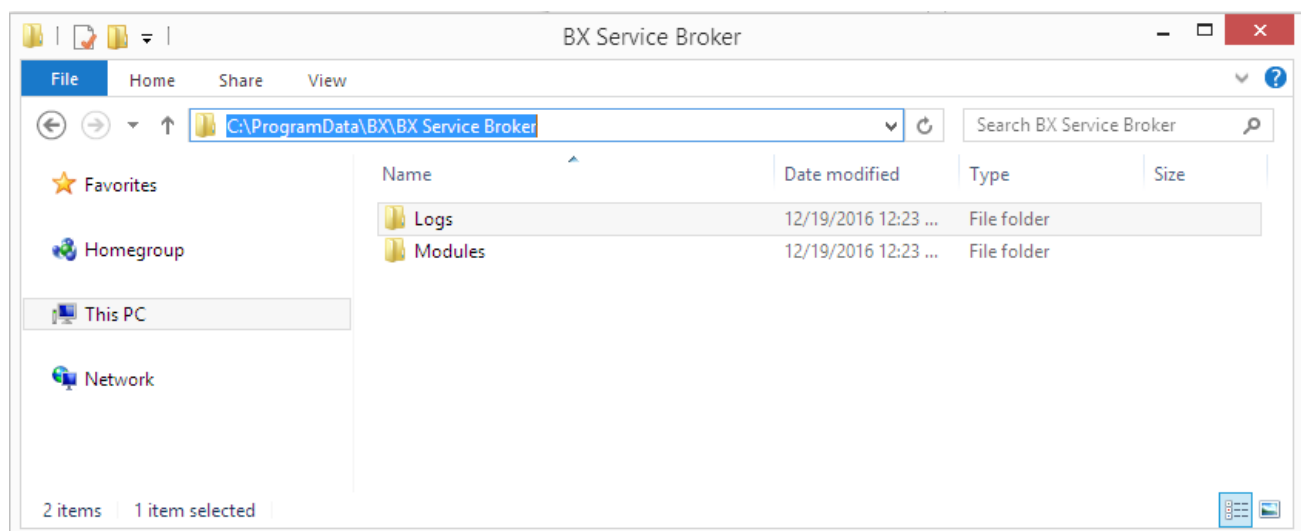 BX Service Broker
File Home Share View
C:\ProgramData\BX\BX Service Broker Search BX Service Broker
Favorites
Homegroup
This PC
Network
Name Date modified Type Size
Logs 12/19/2016 12:23 ... File folder
Modules 12/19/2016 12:23 ... File folder
2 items 1 item selected